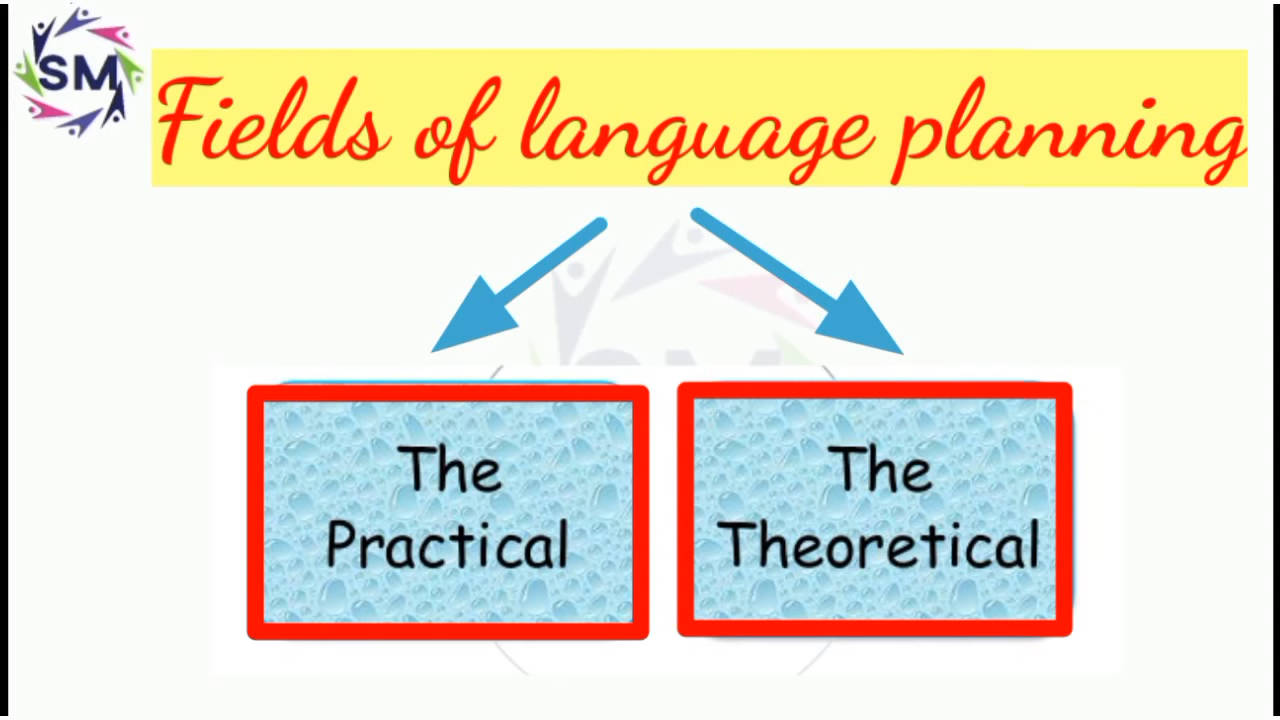 SM
Fields of language planning
The
Practical
The
Theoretical